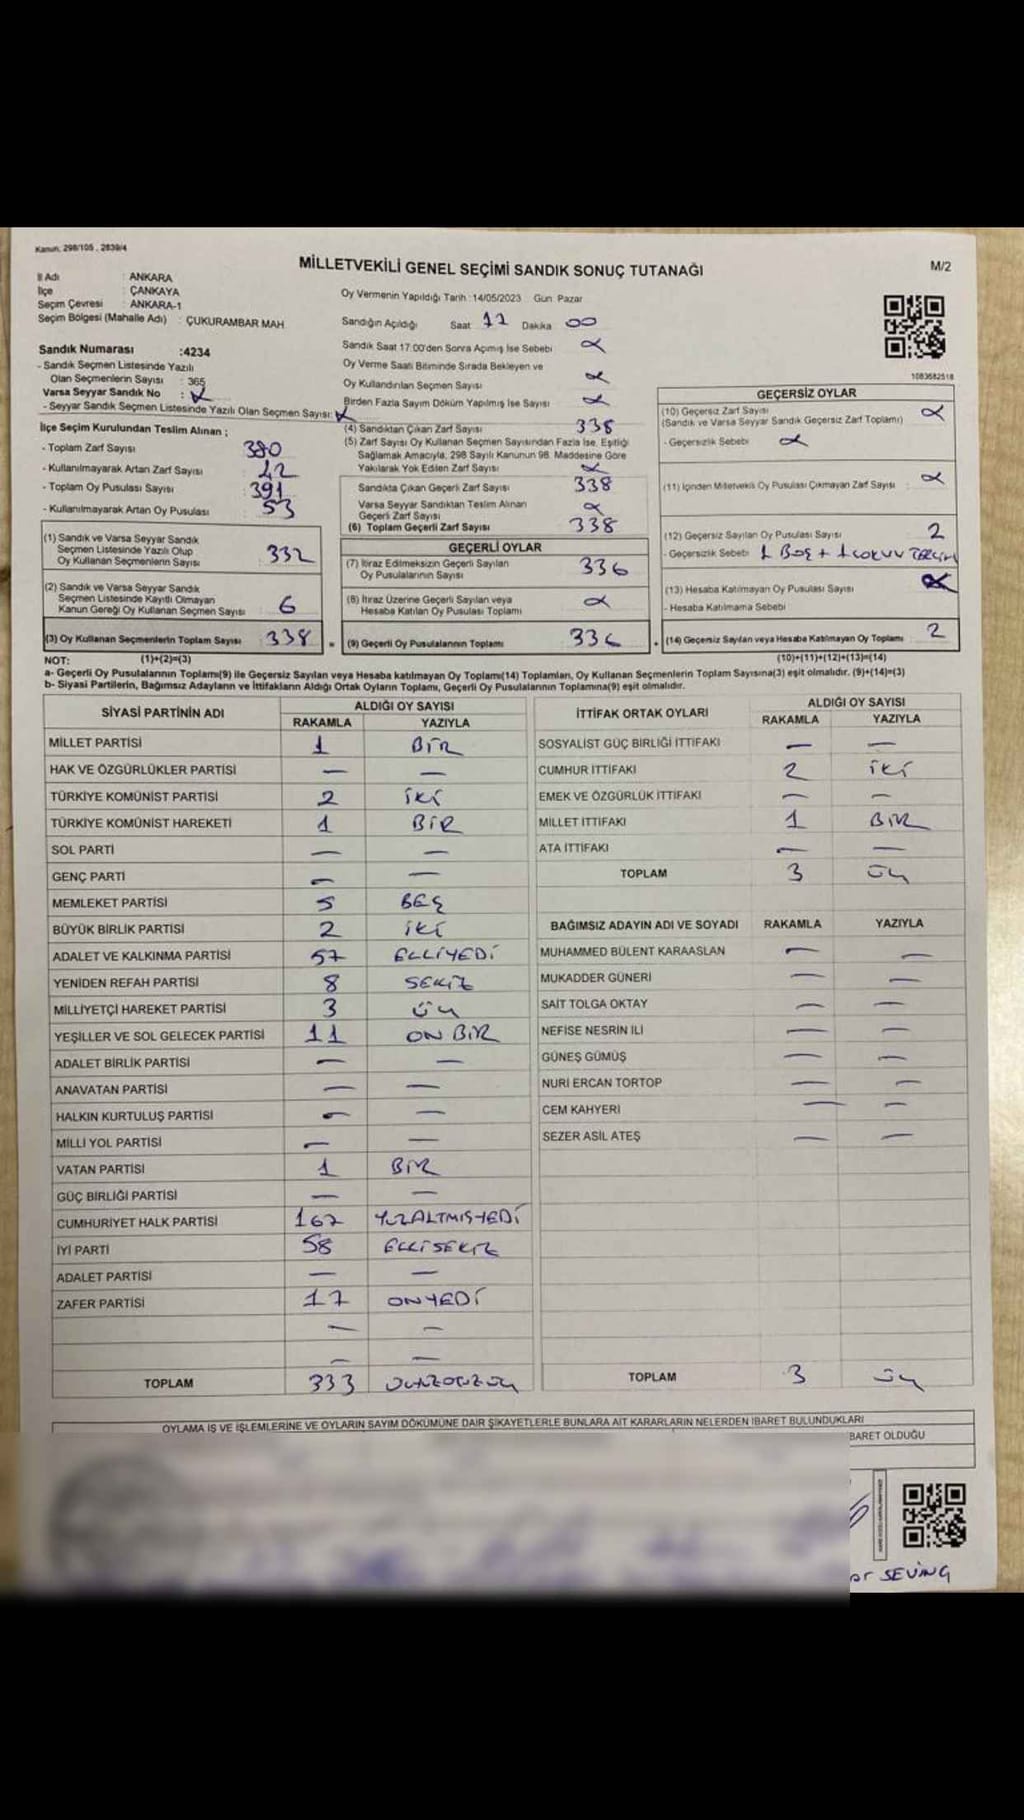 Kanun: 298/105 , 2839/4
MİLLETVEKİLİ GENEL SEÇİMİ SANDIK SONUÇ TUTANAĞI
M/2
İl Adı : ANKARA
İlçe : ÇANKAYA
Seçim Çevresi : ANKARA-1
Seçim Bölgesi (Mahalle Adı) : ÇUKURAMBAR MAH
Sandık Numarası :4234
- Sandık Seçmen Listesinde Yazılı
Olan Seçmenlerin Sayısı : 365
Varsa Seyyar Sandık No :
- Seyyar Sandık Seçmen Listesinde Yazılı Olan Seçmen Sayısı:
İlçe Seçim Kurulundan Teslim Alınan ;
- Toplam Zarf Sayısı 380
- Kullanılmayarak Artan Zarf Sayısı 42
- Toplam Oy Pusulası Sayısı 391
- Kullanılmayarak Artan Oy Pusulası 53
(1) Sandık ve Varsa Seyyar Sandık
Seçmen Listesinde Yazılı Olup
Oy Kullanan Seçmenlerin Sayısı 332
(2) Sandık ve Varsa Seyyar Sandık
Seçmen Listesinde Kayıtlı Olmayan
Kanun Gereği Oy Kullanan Seçmen Sayısı 6
(3) Oy Kullanan Seçmenlerin Toplam Sayısı 338
Oy Vermenin Yapıldığı Tarih :14/05/2023 Gün Pazar
Sandığın Açıldığı Saat 17 Dakika 00
Sandık Saat 17:00'den Sonra Açımış İse Sebebi
Oy Verme Saati Bitiminde Sırada Bekleyen ve
Oy Kullandırılan Seçmen Sayısı
Birden Fazla Sayım Döküm Yapılmış İse Sayısı
(4) Sandıktan Çıkan Zarf Sayısı 338
(5) Zarf Sayısı Oy Kullanan Seçmen Sayısından Fazla İse, Eşitliği
Sağlamak Amacıyla, 298 Sayılı Kanunun 98. Maddesine Göre
Yakılarak Yok Edilen Zarf Sayısı
Sandıkta Çıkan Geçerli Zarf Sayısı 338
Varsa Seyyar Sandıktan Teslim Alınan
Geçerli Zarf Sayısı
(6) Toplam Geçerli Zarf Sayısı 338
GEÇERLİ OYLAR
(7) İtiraz Edilmeksizin Geçerli Sayılan
Oy Pusulalarının Sayısı 336
(8) İtiraz Üzerine Geçerli Sayılan veya
Hesaba Katılan Oy Pusulası Toplamı
(9) Geçerli Oy Pusulalarının Toplamı 336
1083682518
GEÇERSİZ OYLAR
(10) Geçersiz Zarf Sayısı
(Sandık ve Varsa Seyyar Sandık Geçersiz Zarf Toplamı)
- Geçersizlik Sebebi
(11) İçinden Milletvekili Oy Pusulası Çıkmayan Zarf Sayısı :
(12) Geçersiz Sayılan Oy Pusulası Sayısı 2
- Geçersizlik Sebebi 1 BOŞ + 1
(13) Hesaba Katılmayan Oy Pusulası Sayısı
- Hesaba Katılmama Sebebi
(14) Geçersiz Sayılan veya Hesaba Katılmayan Oy Toplamı 2
NOT: (1)+(2)=(3)
(10)+(11)+(12)+(13)=(14)
a- Geçerli Oy Pusulalarının Toplamı(9) ile Geçersiz Sayılan veya Hesaba katılmayan Oy Toplamı(14) Toplamları, Oy Kullanan Seçmenlerin Toplam Sayısına(3) eşit olmalıdır. (9)+(14)=(3)
b- Siyasi Partilerin, Bağımsız Adayların ve İttifakların Aldığı Ortak Oyların Toplamı, Geçerli Oy Pusulalarının Toplamına(9) eşit olmalıdır.
SİYASİ PARTİNİN ADI
ALDIĞI OY SAYISI
RAKAMLA YAZIYLA
MİLLET PARTİSİ 1 BİR
HAK VE ÖZGÜRLÜKLER PARTİSİ — —
TÜRKİYE KOMÜNİST PARTİSİ 2 İKİ
TÜRKİYE KOMÜNİST HAREKETİ 1 BİR
SOL PARTİ — —
GENÇ PARTİ — —
MEMLEKET PARTİSİ 5 BEŞ
BÜYÜK BİRLİK PARTİSİ 2 İKİ
ADALET VE KALKINMA PARTİSİ 57 ELLİYEDİ
YENİDEN REFAH PARTİSİ 8 SEKİZ
MİLLİYETÇİ HAREKET PARTİSİ 3 ÜÇ
YEŞİLLER VE SOL GELECEK PARTİSİ 11 ON BİR
ADALET BİRLİK PARTİSİ — —
ANAVATAN PARTİSİ — —
HALKIN KURTULUŞ PARTİSİ — —
MİLLİ YOL PARTİSİ — —
VATAN PARTİSİ 1 BİR
GÜÇ BİRLİĞİ PARTİSİ — —
CUMHURİYET HALK PARTİSİ 167 YÜZALTMIŞYEDİ
İYİ PARTİ 58 ELLİSEKİZ
ADALET PARTİSİ — —
ZAFER PARTİSİ 17 ONYEDİ
— —
— —
TOPLAM 333 ÜÇYÜZOTUZÜÇ
İTTİFAK ORTAK OYLARI
ALDIĞI OY SAYISI
RAKAMLA YAZIYLA
SOSYALİST GÜÇ BİRLİĞİ İTTİFAKI — —
CUMHUR İTTİFAKI 2 İKİ
EMEK VE ÖZGÜRLÜK İTTİFAKI — —
MİLLET İTTİFAKI 1 BİR
ATA İTTİFAKI — —
TOPLAM 3 ÜÇ
BAĞIMSIZ ADAYIN ADI VE SOYADI RAKAMLA YAZIYLA
MUHAMMED BÜLENT KARAASLAN — —
MUKADDER GÜNERİ — —
SAİT TOLGA OKTAY — —
NEFİSE NESRİN İLİ — —
GÜNEŞ GÜMÜŞ — —
NURİ ERCAN TORTOP — —
CEM KAHYERİ — —
SEZER ASİL ATEŞ — —
TOPLAM 3 ÜÇ
OYLAMA İŞ VE İŞLEMLERİNE VE OYLARIN SAYIM DÖKÜMÜNE DAİR ŞİKAYETLERLE BUNLARA AİT KARARLARIN NELERDEN İBARET BULUNDUKLARI
BARET OLDUĞU
SEVİNÇ